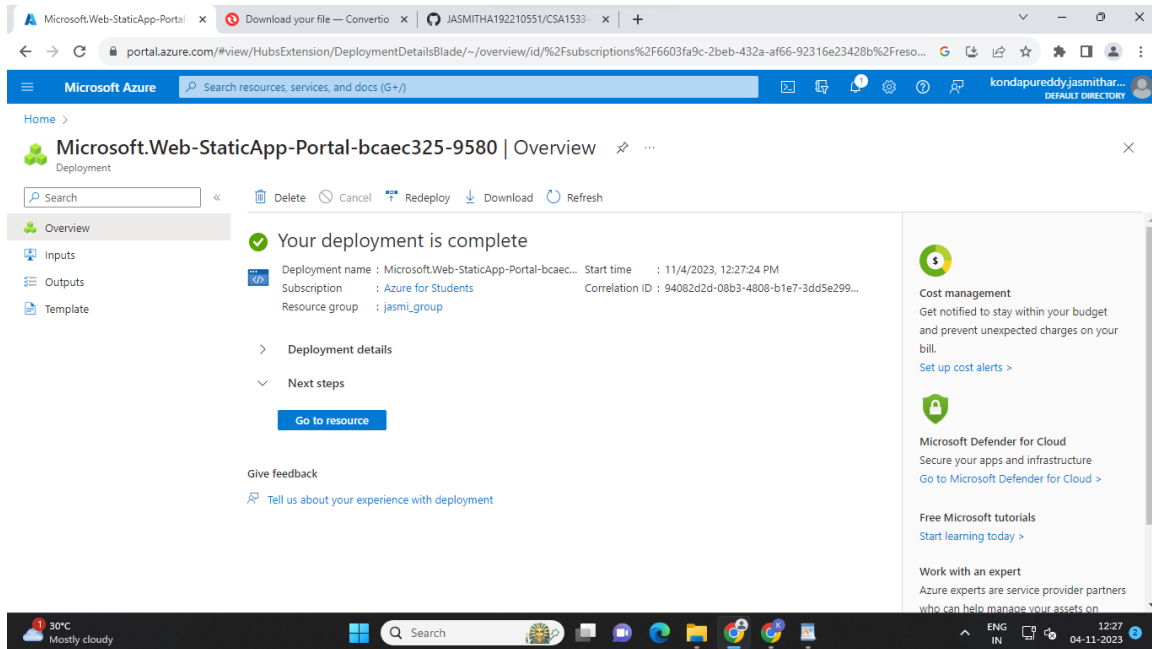 Microsoft.Web-StaticApp-Portal-
Download your file — Convertio
JASMITHA192210551/CSA1533-
portal.azure.com/#view/HubsExtension/DeploymentDetailsBlade/~/overview/id/%2Fsubscriptions%2F6603fa9c-2beb-432a-af66-92316e23428b%2Freso...
Microsoft Azure
Search resources, services, and docs (G+/)
1
kondapureddy.jasmithar...
DEFAULT DIRECTORY
Home >
Microsoft.Web-StaticApp-Portal-bcaec325-9580 | Overview
Deployment
Search
Delete Cancel Redeploy Download Refresh
Overview
Inputs
Outputs
Template
Your deployment is complete
Deployment name : Microsoft.Web-StaticApp-Portal-bcaec... Start time : 11/4/2023, 12:27:24 PM
Subscription : Azure for Students Correlation ID : 94082d2d-08b3-4808-b1e7-3dd5e299...
Resource group : jasmi_group
Deployment details
Next steps
Go to resource
Give feedback
Tell us about your experience with deployment
$
Cost management
Get notified to stay within your budget
and prevent unexpected charges on your
bill.
Set up cost alerts >
Microsoft Defender for Cloud
Secure your apps and infrastructure
Go to Microsoft Defender for Cloud >
Free Microsoft tutorials
Start learning today >
Work with an expert
Azure experts are service provider partners
who can help manage your assets on
1
30°C
Mostly cloudy
Search
K
ENG
IN
12:27
04-11-2023
2